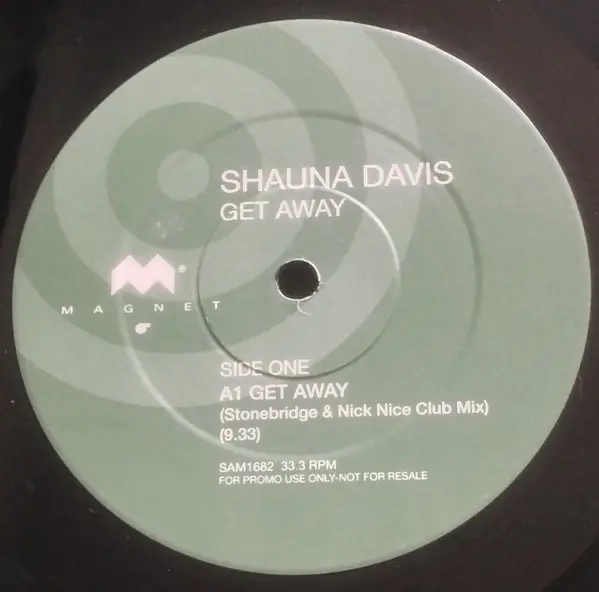 SHAUNA DAVIS
GET AWAY
M®
MAGNET
SIDE ONE
A1 GET AWAY
(Stonebridge & Nick Nice Club Mix)
(9.33)
SAM1682 33.3 RPM
FOR PROMO USE ONLY-NOT FOR RESALE